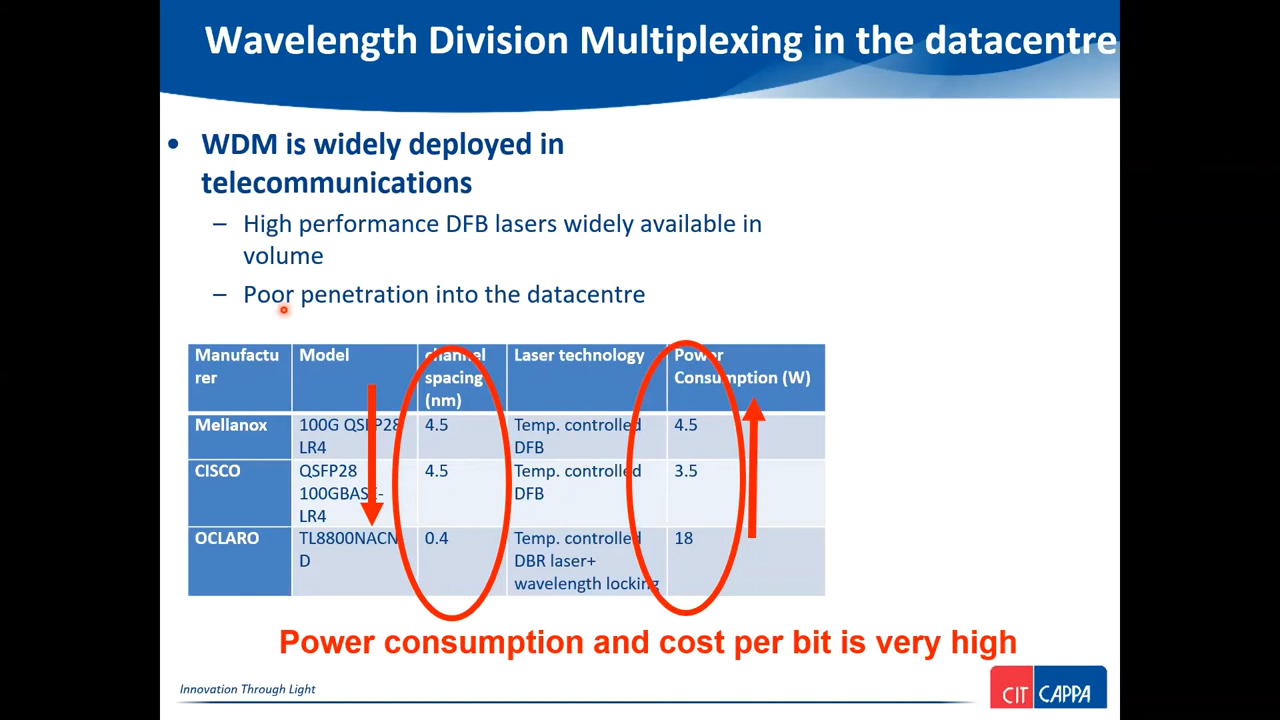 Wavelength Division Multiplexing in the datacentre
• WDM is widely deployed in
telecommunications
– High performance DFB lasers widely available in
volume
– Poor penetration into the datacentre
Manufactu
rer
Model
channel
spacing
(nm)
Laser technology
Power
Consumption (W)
Mellanox
100G QSFP28
LR4
4.5
Temp. controlled
DFB
4.5
CISCO
QSFP28
100GBASE-
LR4
4.5
Temp. controlled
DFB
3.5
OCLARO
TL8800NACN
D
0.4
Temp. controlled
DBR laser+
wavelength locking
18
Power consumption and cost per bit is very high
Innovation Through Light
CIT CAPPA